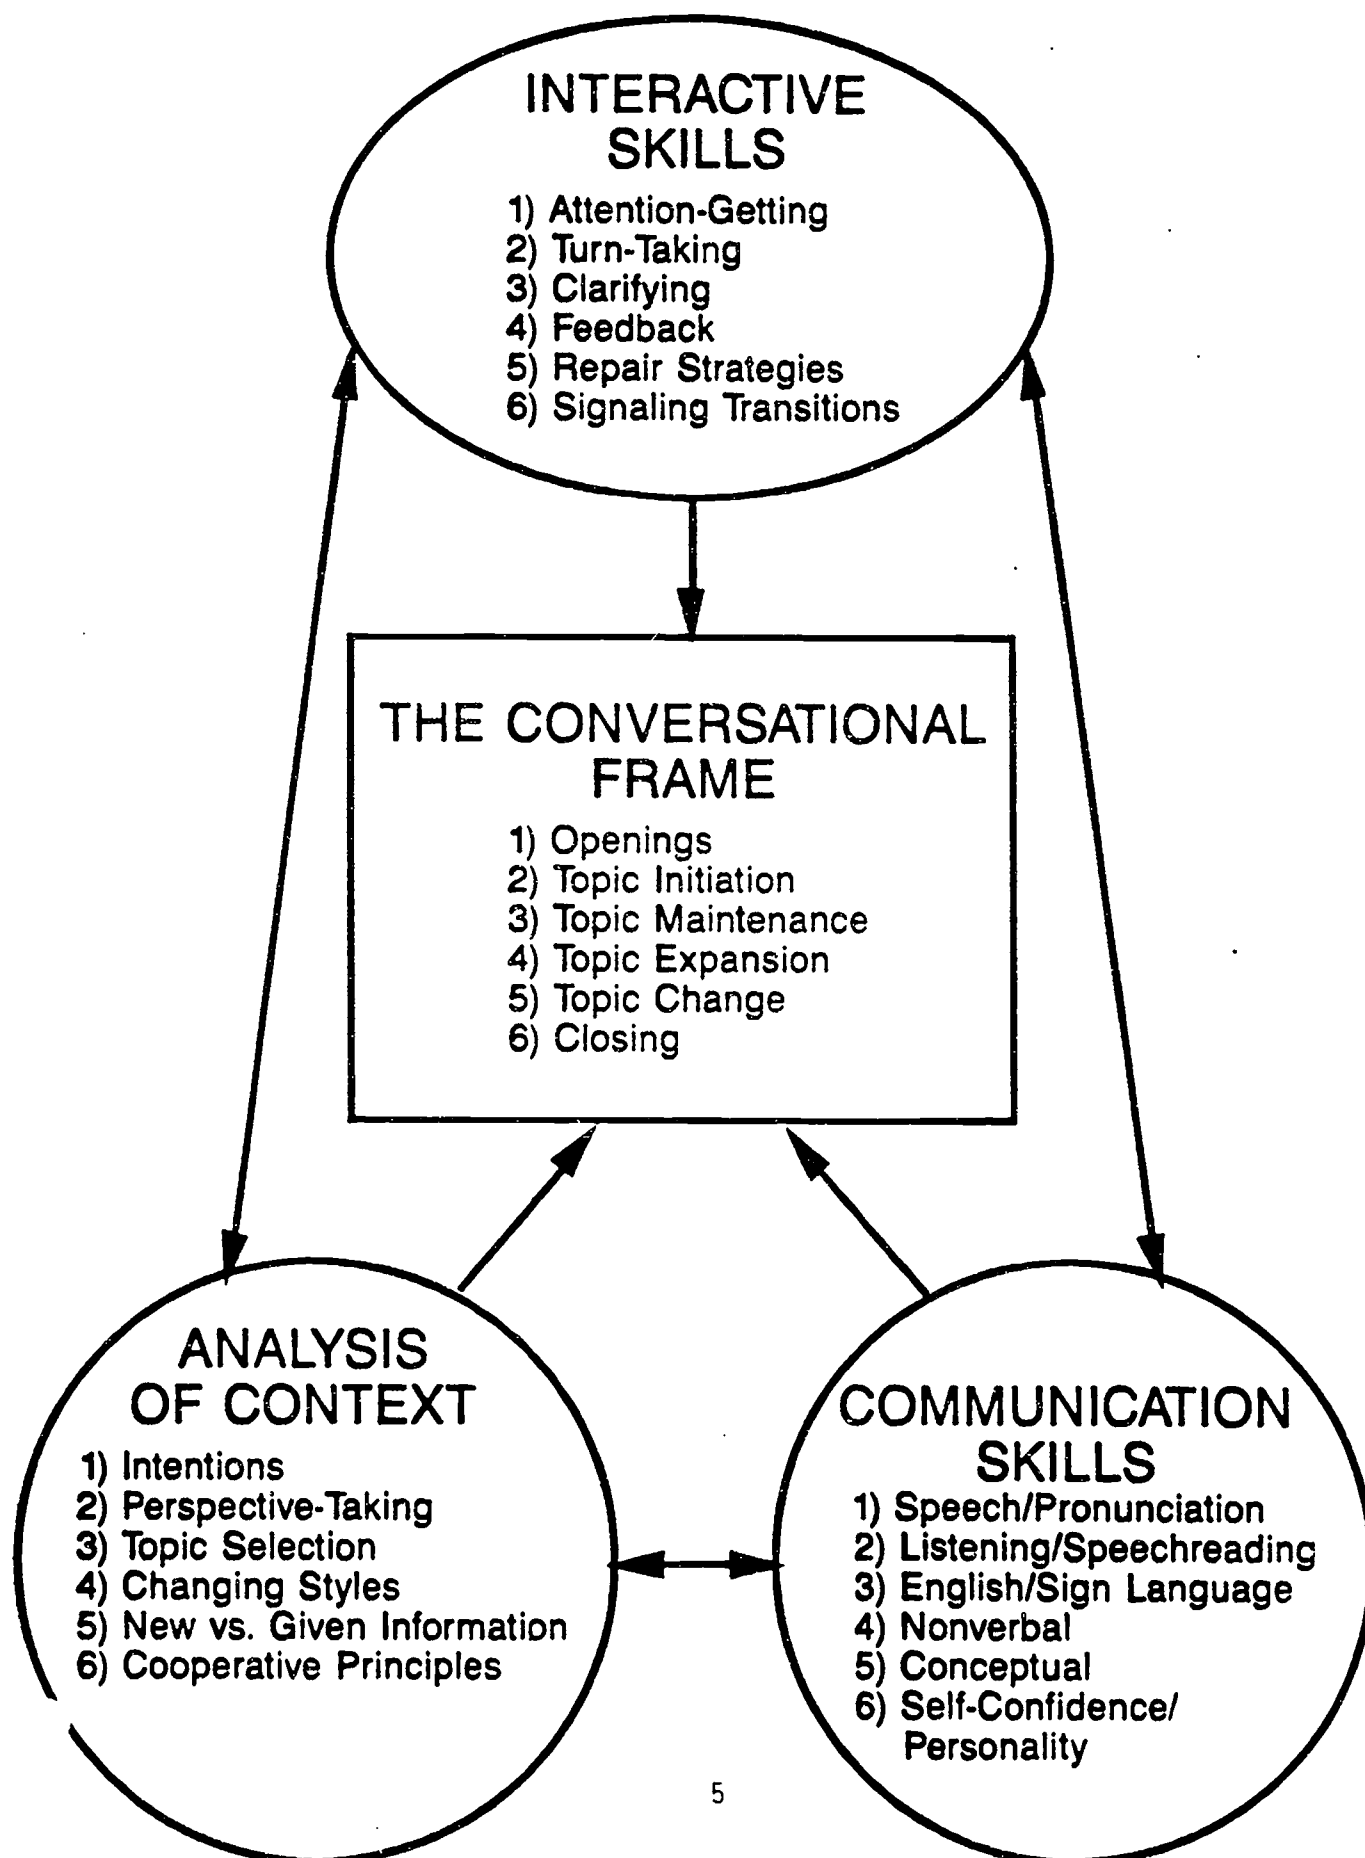 INTERACTIVE
SKILLS
1) Attention-Getting
2) Turn-Taking
3) Clarifying
4) Feedback
5) Repair Strategies
6) Signaling Transitions
THE CONVERSATIONAL
FRAME
1) Openings
2) Topic Initiation
3) Topic Maintenance
4) Topic Expansion
5) Topic Change
6) Closing
ANALYSIS
OF CONTEXT
1) Intentions
2) Perspective-Taking
3) Topic Selection
4) Changing Styles
5) New vs. Given Information
6) Cooperative Principles
COMMUNICATION
SKILLS
1) Speech/Pronunciation
2) Listening/Speechreading
3) English/Sign Language
4) Nonverbal
5) Conceptual
6) Self-Confidence/
Personality
5